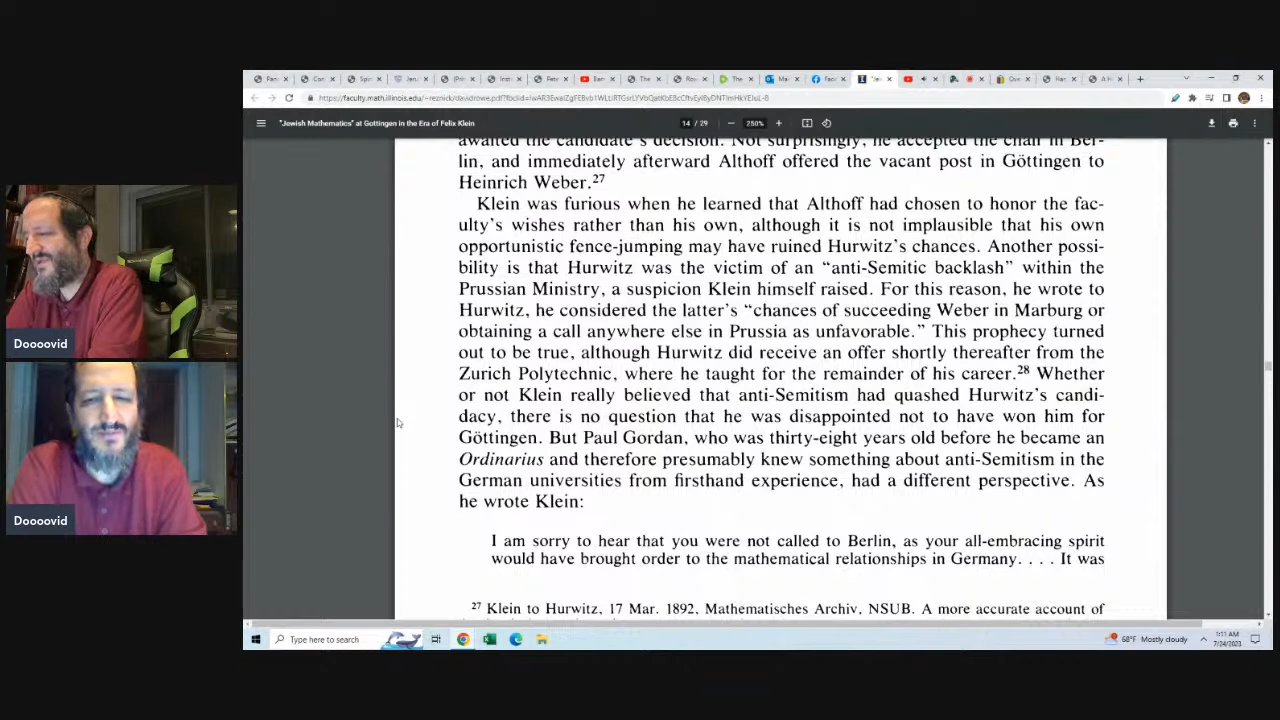 "Jewish Mathematics" at Gottingen in the Era of Felix Klein
14 / 29
250%
awaited the candidate's decision. Not surprisingly, he accepted the chair in Ber-
lin, and immediately afterward Althoff offered the vacant post in Göttingen to
Heinrich Weber.27
Klein was furious when he learned that Althoff had chosen to honor the fac-
ulty's wishes rather than his own, although it is not implausible that his own
opportunistic fence-jumping may have ruined Hurwitz's chances. Another possi-
bility is that Hurwitz was the victim of an "anti-Semitic backlash" within the
Prussian Ministry, a suspicion Klein himself raised. For this reason, he wrote to
Hurwitz, he considered the latter's "chances of succeeding Weber in Marburg or
obtaining a call anywhere else in Prussia as unfavorable." This prophecy turned
out to be true, although Hurwitz did receive an offer shortly thereafter from the
Zurich Polytechnic, where he taught for the remainder of his career.28 Whether
or not Klein really believed that anti-Semitism had quashed Hurwitz's candi-
dacy, there is no question that he was disappointed not to have won him for
Göttingen. But Paul Gordan, who was thirty-eight years old before he became an
Ordinarius and therefore presumably knew something about anti-Semitism in the
German universities from firsthand experience, had a different perspective. As
he wrote Klein:
I am sorry to hear that you were not called to Berlin, as your all-embracing spirit
would have brought order to the mathematical relationships in Germany. . . . It was
27 Klein to Hurwitz, 17 Mar. 1892, Mathematisches Archiv, NSUB. A more accurate account of
Doooovid
Doooovid
Type here to search
68°F Mostly cloudy
1:11 AM
7/24/2023